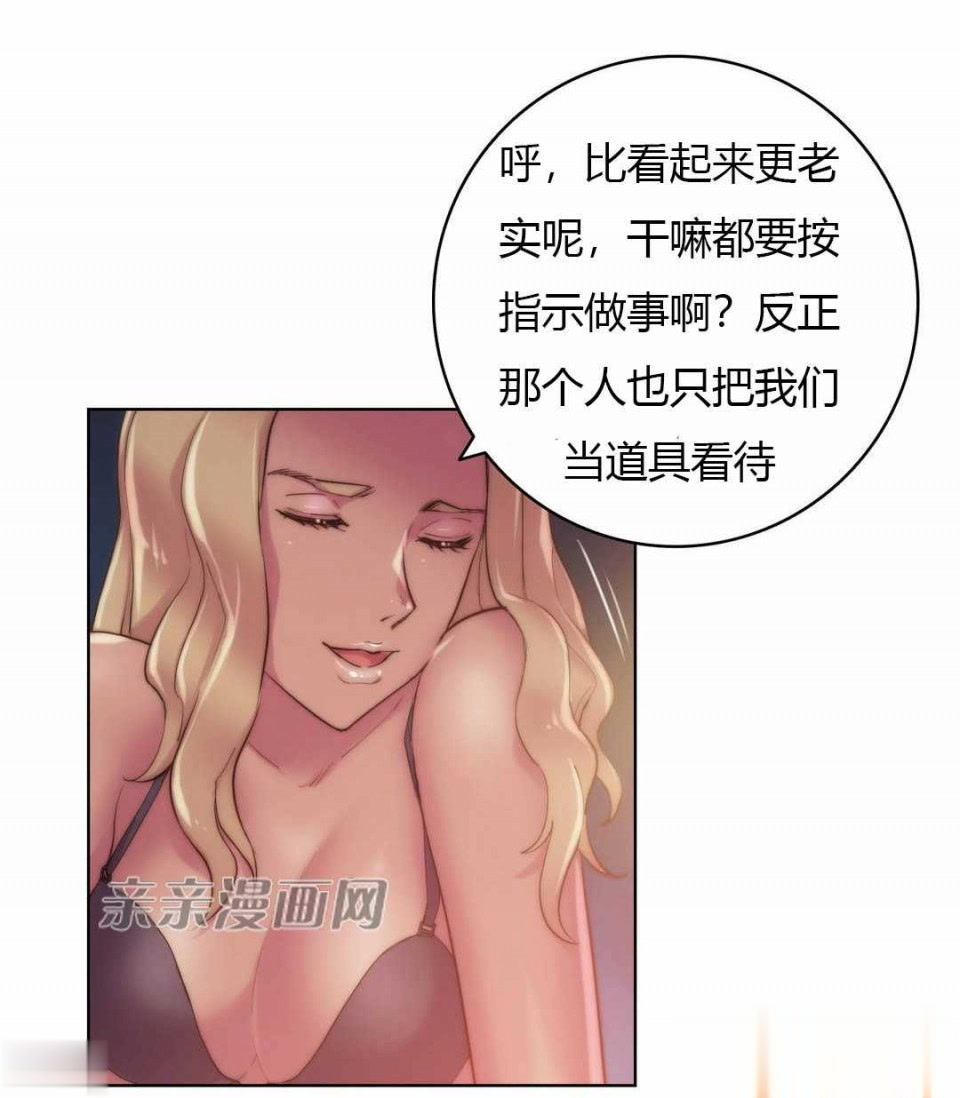 呼，比看起来更老
实呢，干嘛都要按
指示做事啊？反正
那个人也只把我们
当道具看待
亲亲漫画网